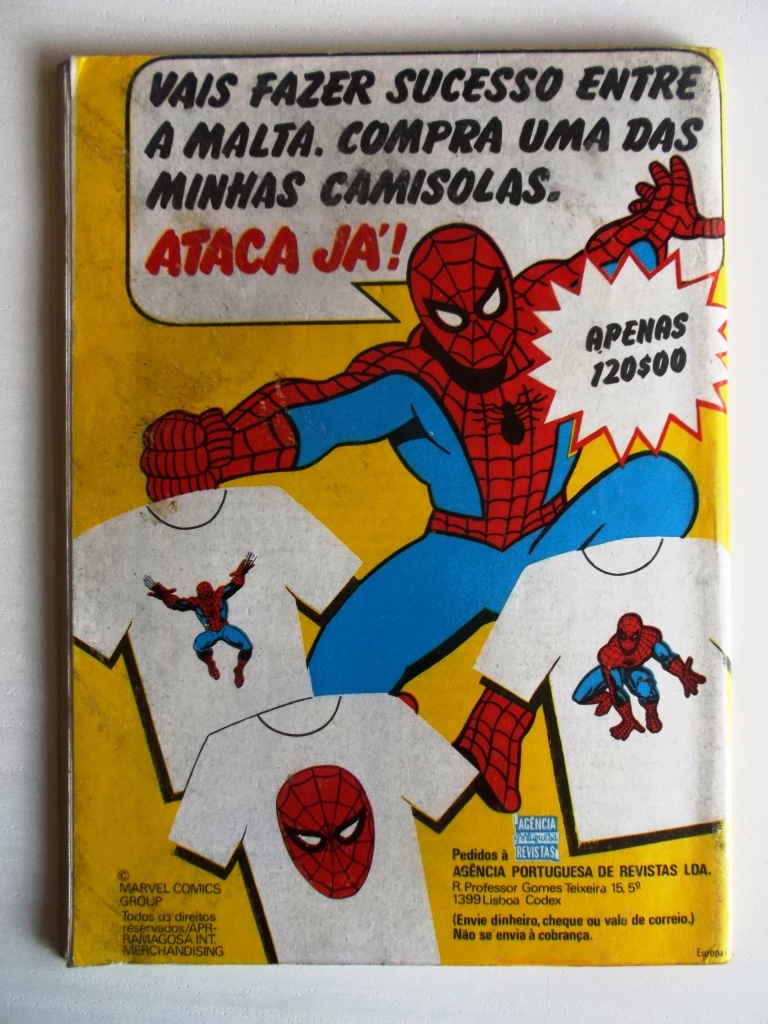 VAIS FAZER SUCESSO ENTRE
A MALTA. COMPRA UMA DAS
MINHAS CAMISOLAS.
ATACA JÁ!
APENAS
120$00
AGÊNCIA
PORTUGUESA
REVISTAS
Pedidos à
AGÊNCIA PORTUGUESA DE REVISTAS LDA.
R. Professor Gomes Teixeira 15, 5º
1399 Lisboa Codex
(Envie dinheiro, cheque ou vale de correio.)
Não se envia à cobrança.
©
MARVEL COMICS
GROUP
Todos os direitos
reservados/APR-
RAMAGOSA INT.
MERCHANDISING
Europa